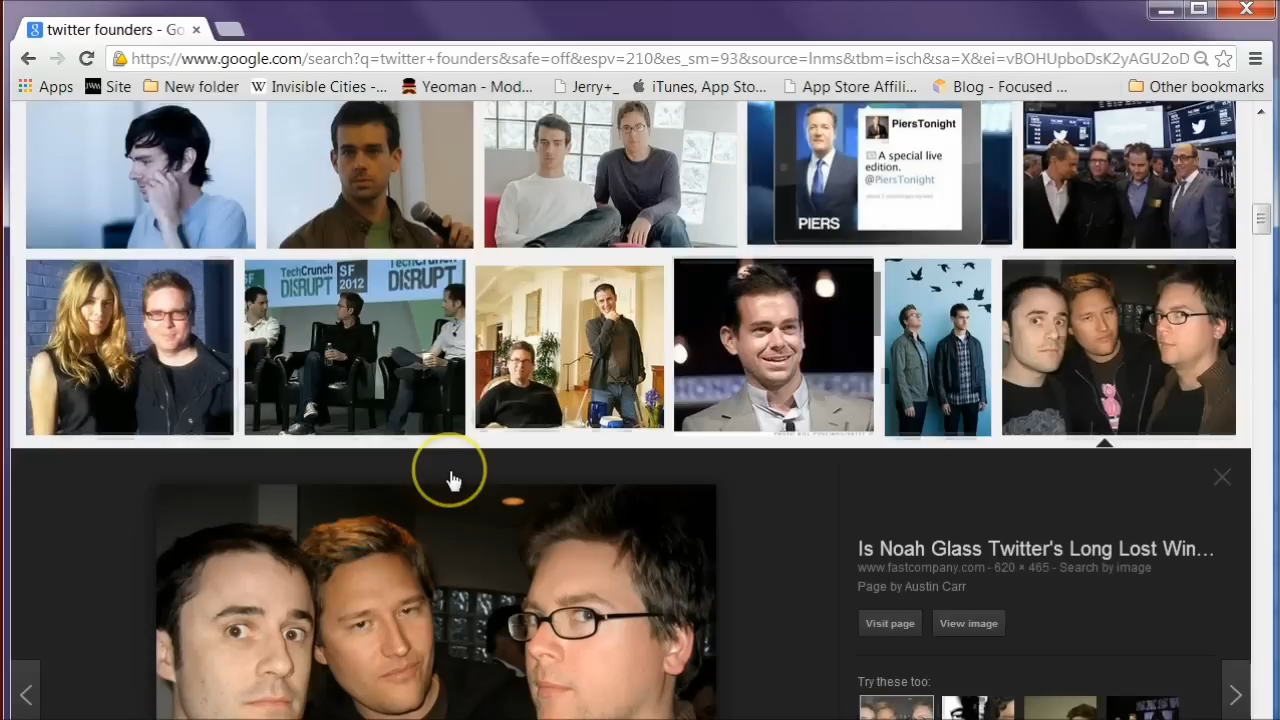 twitter founders - Go
https://www.google.com/search?q=twitter+founders&safe=off&espv=210&es_sm=93&source=lnms&tbm=isch&sa=X&ei=vBOHUpboDsK2yAGU2oD
Apps
Site
New folder
Invisible Cities -...
Yeoman - Mod...
Jerry+_
iTunes, App Sto...
App Store Affili...
Blog - Focused ...
Other bookmarks
PiersTonight
A special live
edition.
@PiersTonight
PIERS
TechCrunch
DISRUPT
SF
2012
TechCrunch
DISRUPT
Is Noah Glass Twitter's Long Lost Win...
www.fastcompany.com - 620 × 465 - Search by image
Page by Austin Carr
Visit page
View image
Try these too: